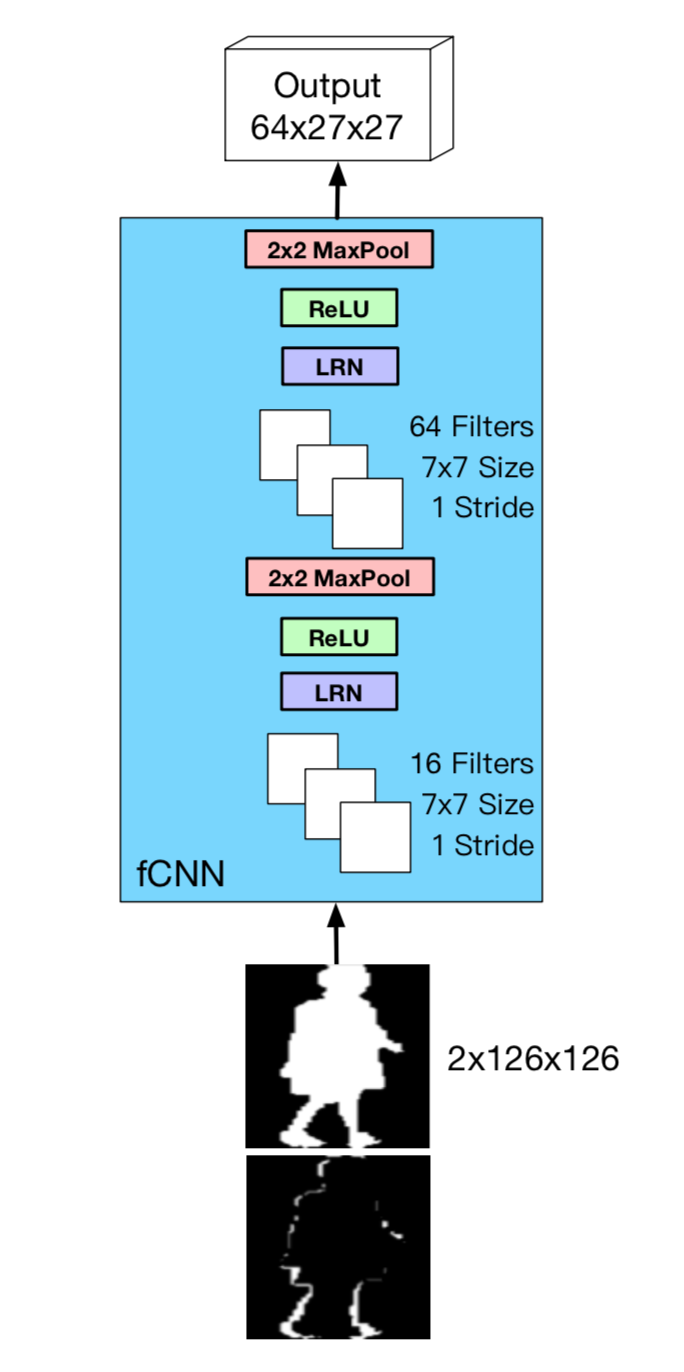 Output
64x27x27
2x2 MaxPool
ReLU
LRN
64 Filters
7x7 Size
1 Stride
2x2 MaxPool
ReLU
LRN
16 Filters
7x7 Size
1 Stride
fCNN
2x126x126